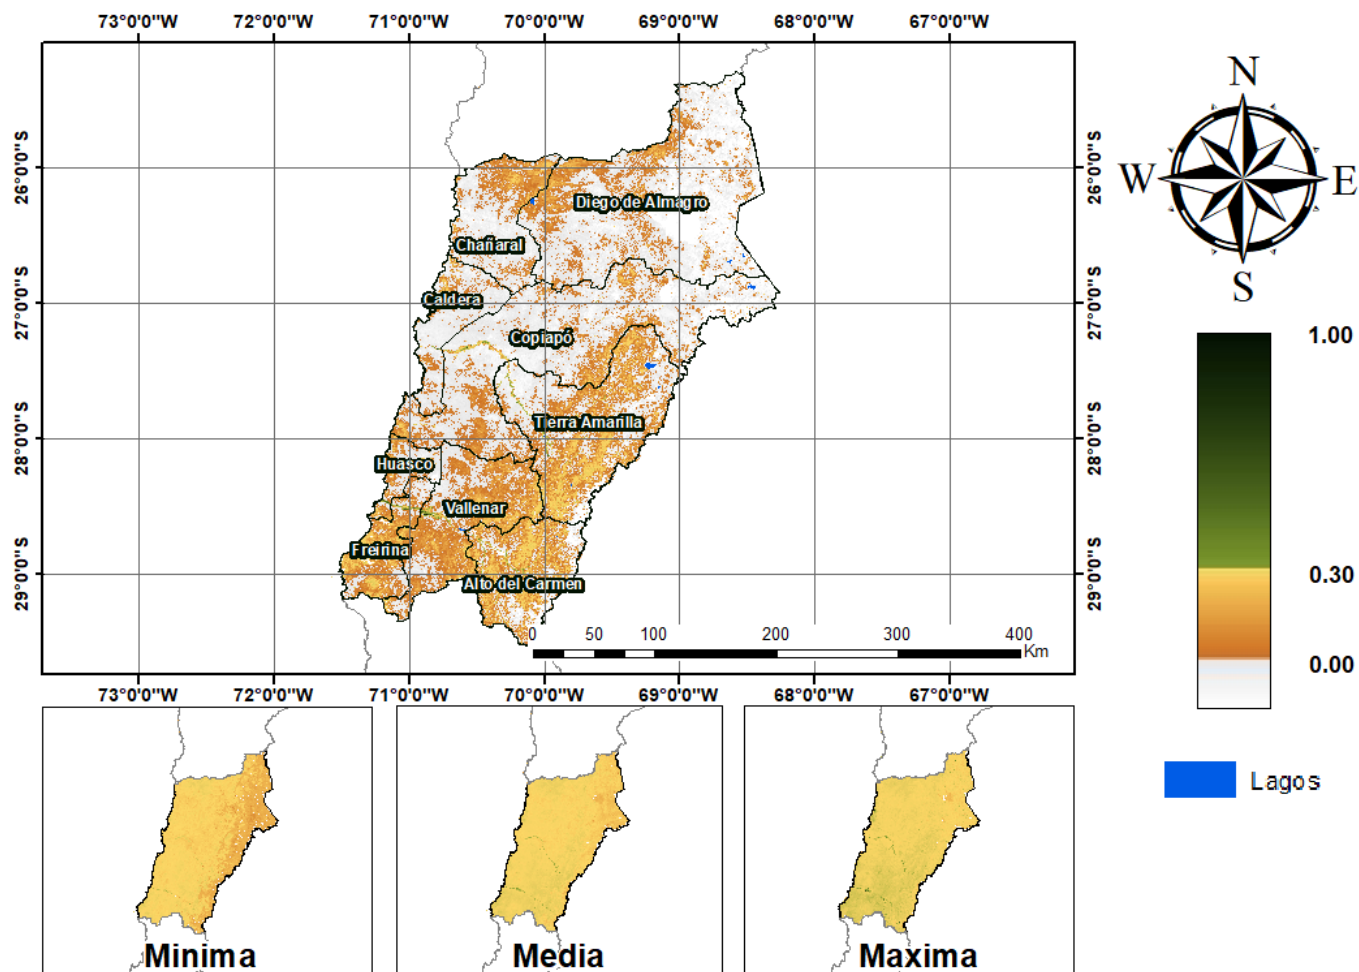 73°0'0"W 72°0'0"W 71°0'0"W 70°0'0"W 69°0'0"W 68°0'0"W 67°0'0"W
26°0'0"S
27°0'0"S
28°0'0"S
29°0'0"S
Diego de Almagro
Chañaral
Caldera
Copiapó
Tierra Amarilla
Huasco
Vallenar
Freirina
Alto del Carmen
0 50 100 200 300 400
Km
26°0'0"S
27°0'0"S
28°0'0"S
29°0'0"S
73°0'0"W 72°0'0"W 71°0'0"W 70°0'0"W 69°0'0"W 68°0'0"W 67°0'0"W
N
W E
S
1.00
0.30
0.00
Lagos
Minima
Media
Maxima